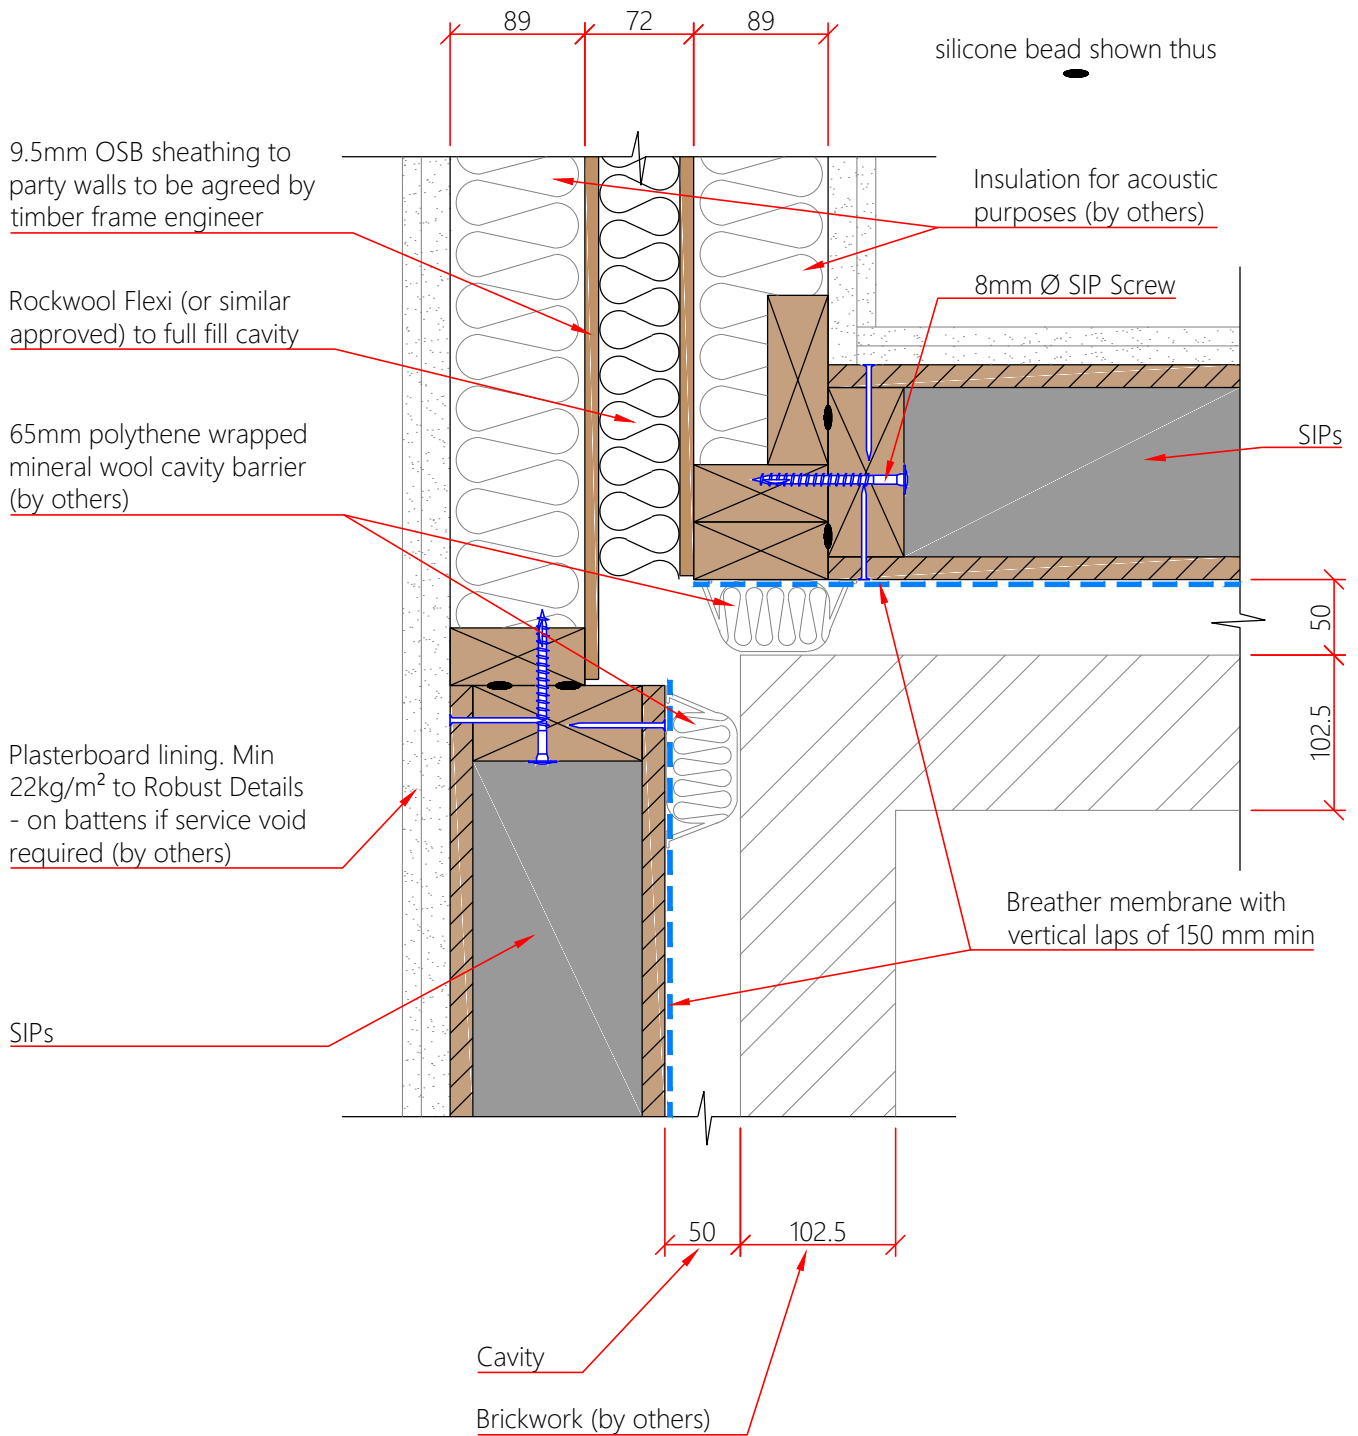 89
72
89
silicone bead shown thus
9.5mm OSB sheathing to
party walls to be agreed by
timber frame engineer
Insulation for acoustic
purposes (by others)
8mm Ø SIP Screw
Rockwool Flexi (or similar
approved) to full fill cavity
65mm polythene wrapped
mineral wool cavity barrier
(by others)
SIPs
50
102.5
Plasterboard lining. Min
22kg/m² to Robust Details
- on battens if service void
required (by others)
Breather membrane with
vertical laps of 150 mm min
SIPs
50
102.5
Cavity
Brickwork (by others)